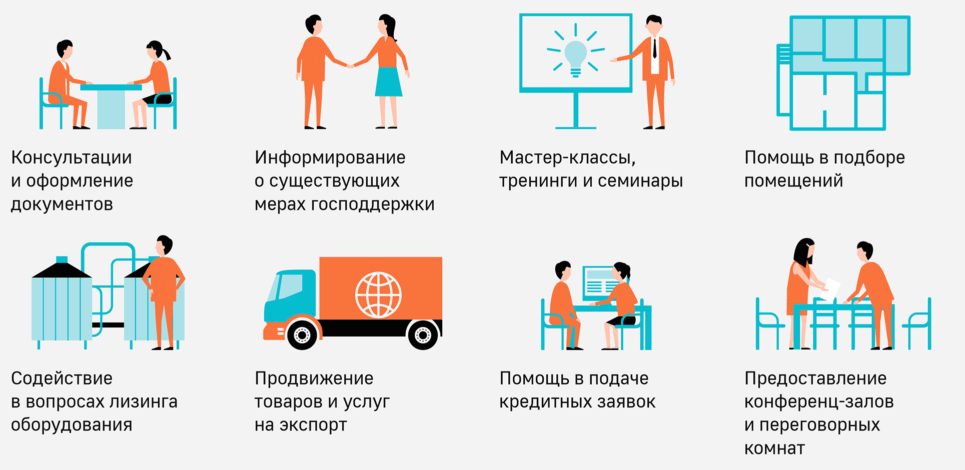 Консультации
и оформление
документов
Информирование
о существующих
мерах господдержки
Мастер-классы,
тренинги и семинары
Помощь в подборе
помещений
Содействие
в вопросах лизинга
оборудования
Продвижение
товаров и услуг
на экспорт
Помощь в подаче
кредитных заявок
Предоставление
конференц-залов
и переговорных
комнат